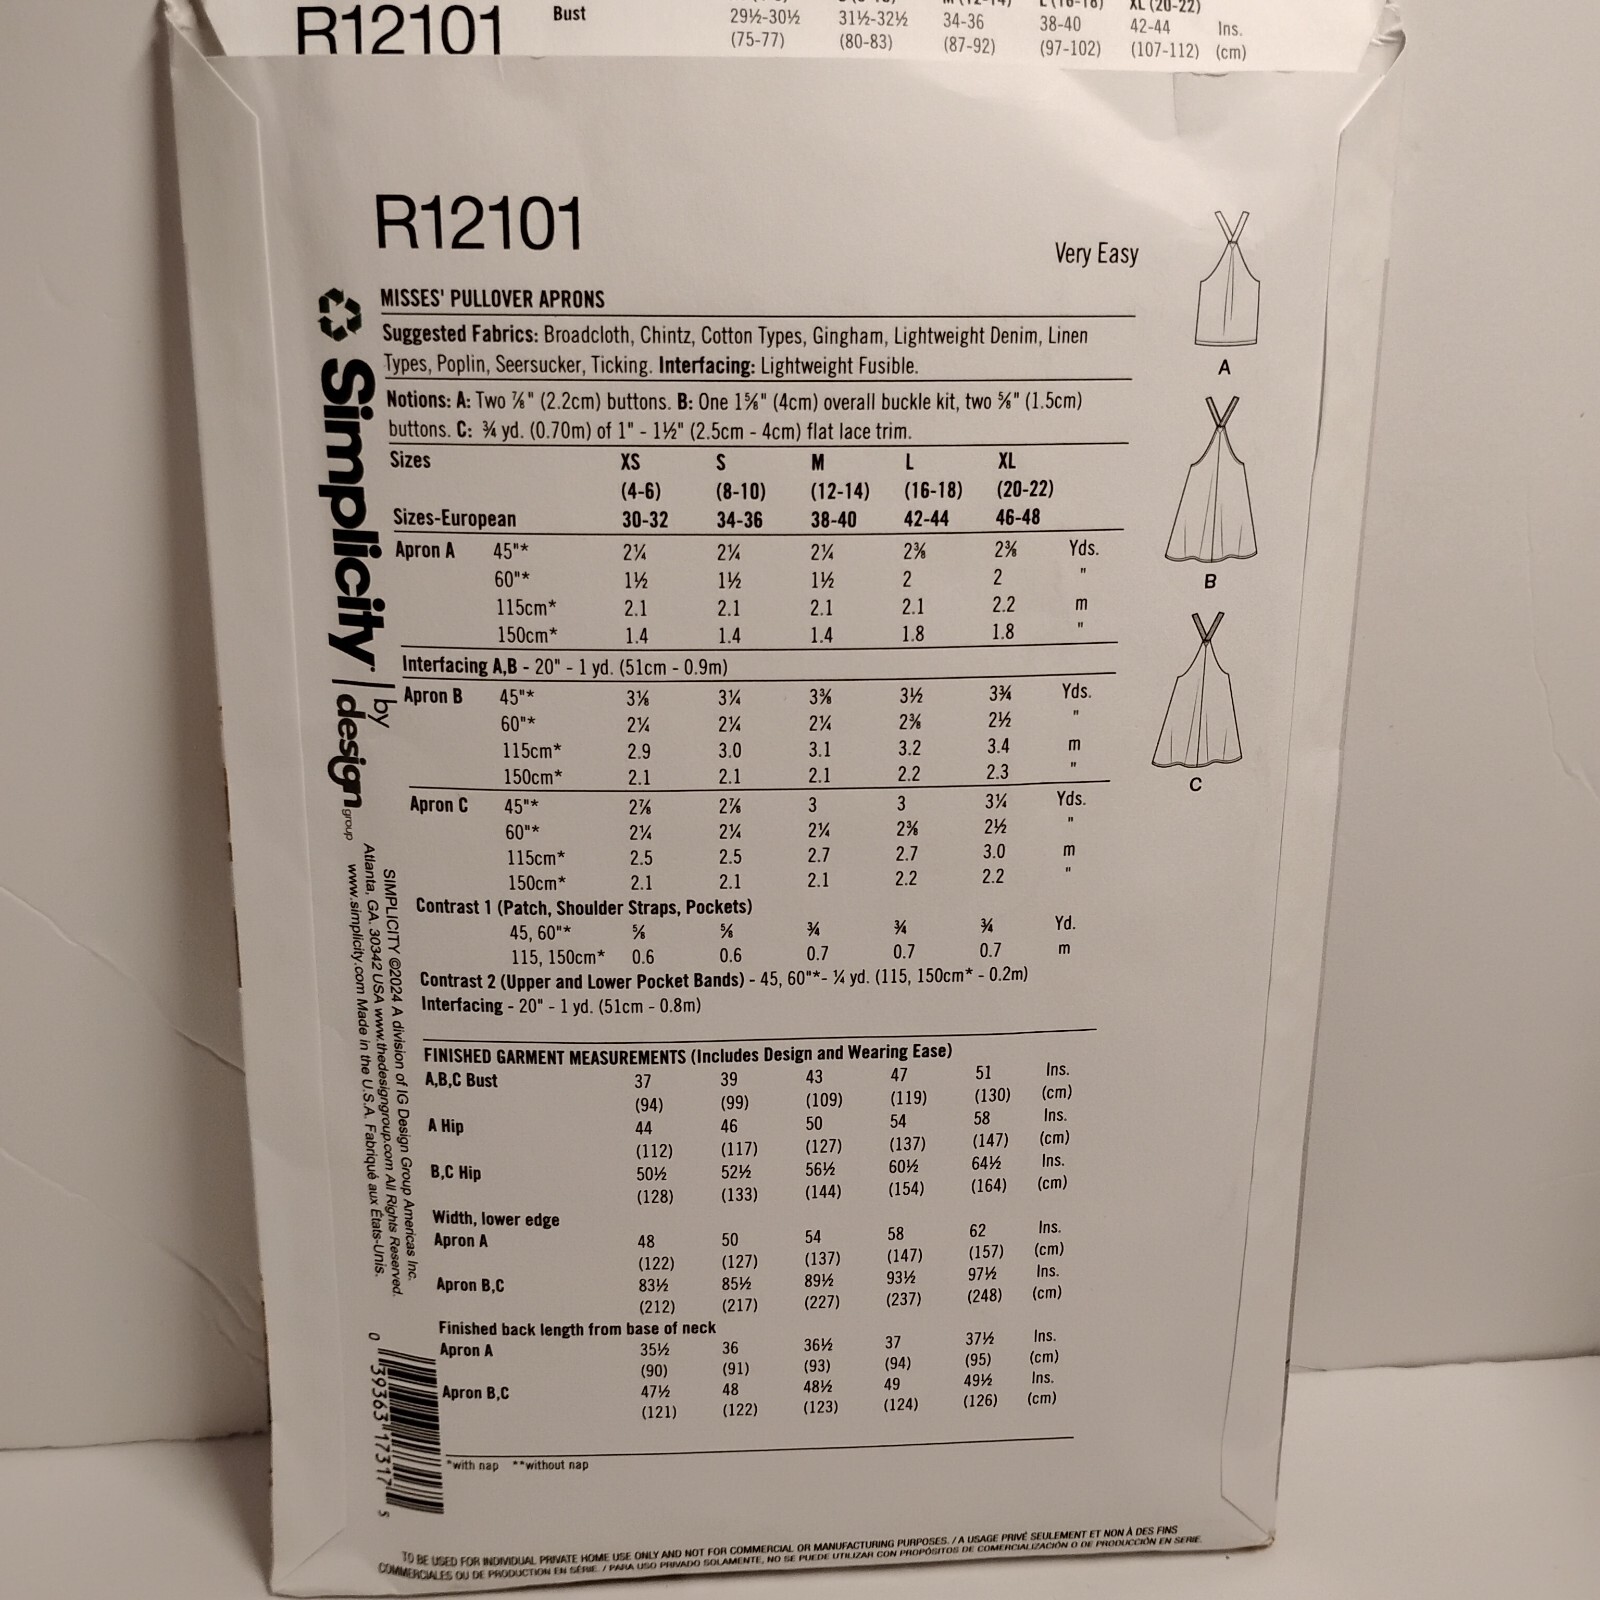 R12101
Bust 29½-30½ 31½-32½ 34-36 38-40 42-44 Ins.
(75-77) (80-83) (87-92) (97-102) (107-112) (cm)
R12101
Very Easy
MISSES' PULLOVER APRONS
Suggested Fabrics: Broadcloth, Chintz, Cotton Types, Gingham, Lightweight Denim, Linen
Types, Poplin, Seersucker, Ticking. Interfacing: Lightweight Fusible.
Notions: A: Two ⅞" (2.2cm) buttons. B: One 1⅝" (4cm) overall buckle kit, two ⅝" (1.5cm)
buttons. C: ¾ yd. (0.70m) of 1" - 1½" (2.5cm - 4cm) flat lace trim.
Sizes XS S M L XL
(4-6) (8-10) (12-14) (16-18) (20-22)
Sizes-European 30-32 34-36 38-40 42-44 46-48
Apron A 45"* 2¼ 2¼ 2¼ 2⅜ 2⅜ Yds.
60"* 1½ 1½ 1½ 2 2 "
115cm* 2.1 2.1 2.1 2.1 2.2 m
150cm* 1.4 1.4 1.4 1.8 1.8 "
Interfacing A,B - 20" - 1 yd. (51cm - 0.9m)
Apron B 45"* 3⅛ 3¼ 3⅜ 3½ 3¾ Yds.
60"* 2¼ 2¼ 2¼ 2⅜ 2½ "
115cm* 2.9 3.0 3.1 3.2 3.4 m
150cm* 2.1 2.1 2.1 2.2 2.3 "
Apron C 45"* 2⅞ 2⅞ 3 3 3¼ Yds.
60"* 2¼ 2¼ 2¼ 2⅜ 2½ "
115cm* 2.5 2.5 2.7 2.7 3.0 m
150cm* 2.1 2.1 2.1 2.2 2.2 "
Contrast 1 (Patch, Shoulder Straps, Pockets)
45, 60"* ⅝ ⅝ ¾ ¾ ¾ Yd.
115, 150cm* 0.6 0.6 0.7 0.7 0.7 m
Contrast 2 (Upper and Lower Pocket Bands) - 45, 60"*- ¼ yd. (115, 150cm* - 0.2m)
Interfacing - 20" - 1 yd. (51cm - 0.8m)
FINISHED GARMENT MEASUREMENTS (Includes Design and Wearing Ease)
A,B,C Bust 37 39 43 47 51 Ins.
(94) (99) (109) (119) (130) (cm)
A Hip 44 46 50 54 58 Ins.
(112) (117) (127) (137) (147) (cm)
B,C Hip 50½ 52½ 56½ 60½ 64½ Ins.
(128) (133) (144) (154) (164) (cm)
Width, lower edge
Apron A 48 50 54 58 62 Ins.
(122) (127) (137) (147) (157) (cm)
Apron B,C 83½ 85½ 89½ 93½ 97½ Ins.
(212) (217) (227) (237) (248) (cm)
Finished back length from base of neck
Apron A 35½ 36 36½ 37 37½ Ins.
(90) (91) (93) (94) (95) (cm)
Apron B,C 47½ 48 48½ 49 49½ Ins.
(121) (122) (123) (124) (126) (cm)
*with nap **without nap
A
B
C
Simplicity | by | design group
SIMPLICITY ©2024 A division of IG Design Group Americas Inc.
Atlanta, GA. 30342 USA www.thedesigngroup.com All Rights Reserved.
www.simplicity.com Made in the U.S.A. Fabriqué aux États-Unis.
0 39363 17317 5
TO BE USED FOR INDIVIDUAL PRIVATE HOME USE ONLY AND NOT FOR COMMERCIAL OR MANUFACTURING PURPOSES. / A USAGE PRIVÉ SEULEMENT ET NON À DES FINS
COMMERCIALES OU DE PRODUCTION EN SÉRIE. / PARA USO PRIVADO SOLAMENTE, NO SE PUEDE UTILIZAR CON PROPÓSITOS DE COMERCIALIZACIÓN O DE PRODUCCIÓN EN SERIE.